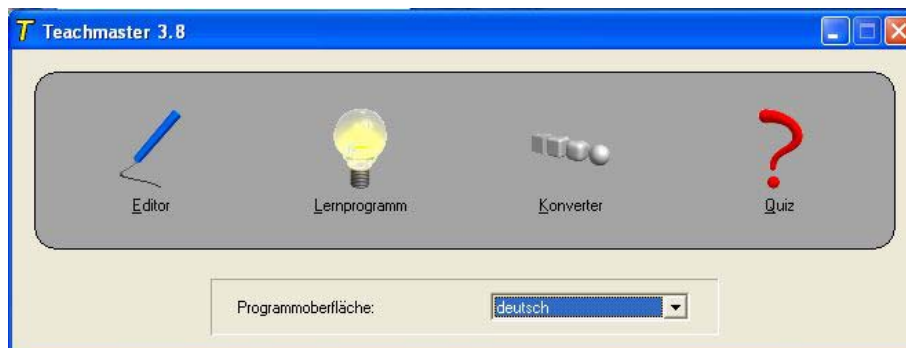 Teachmaster 3.8
Editor Lernprogramm Konverter Quiz
Programmoberfläche: deutsch